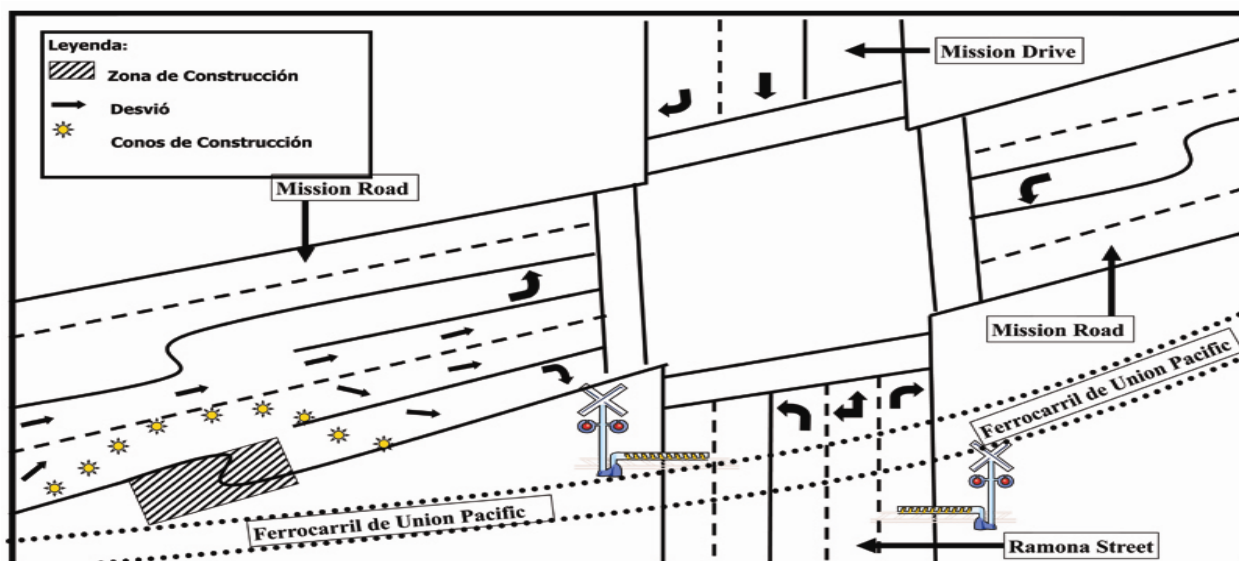 Leyenda:
Zona de Construcción
Desvió
Conos de Construcción
Mission Drive
Mission Road
Mission Road
Ferrocarril de Union Pacific
Ferrocarril de Union Pacific
Ramona Street